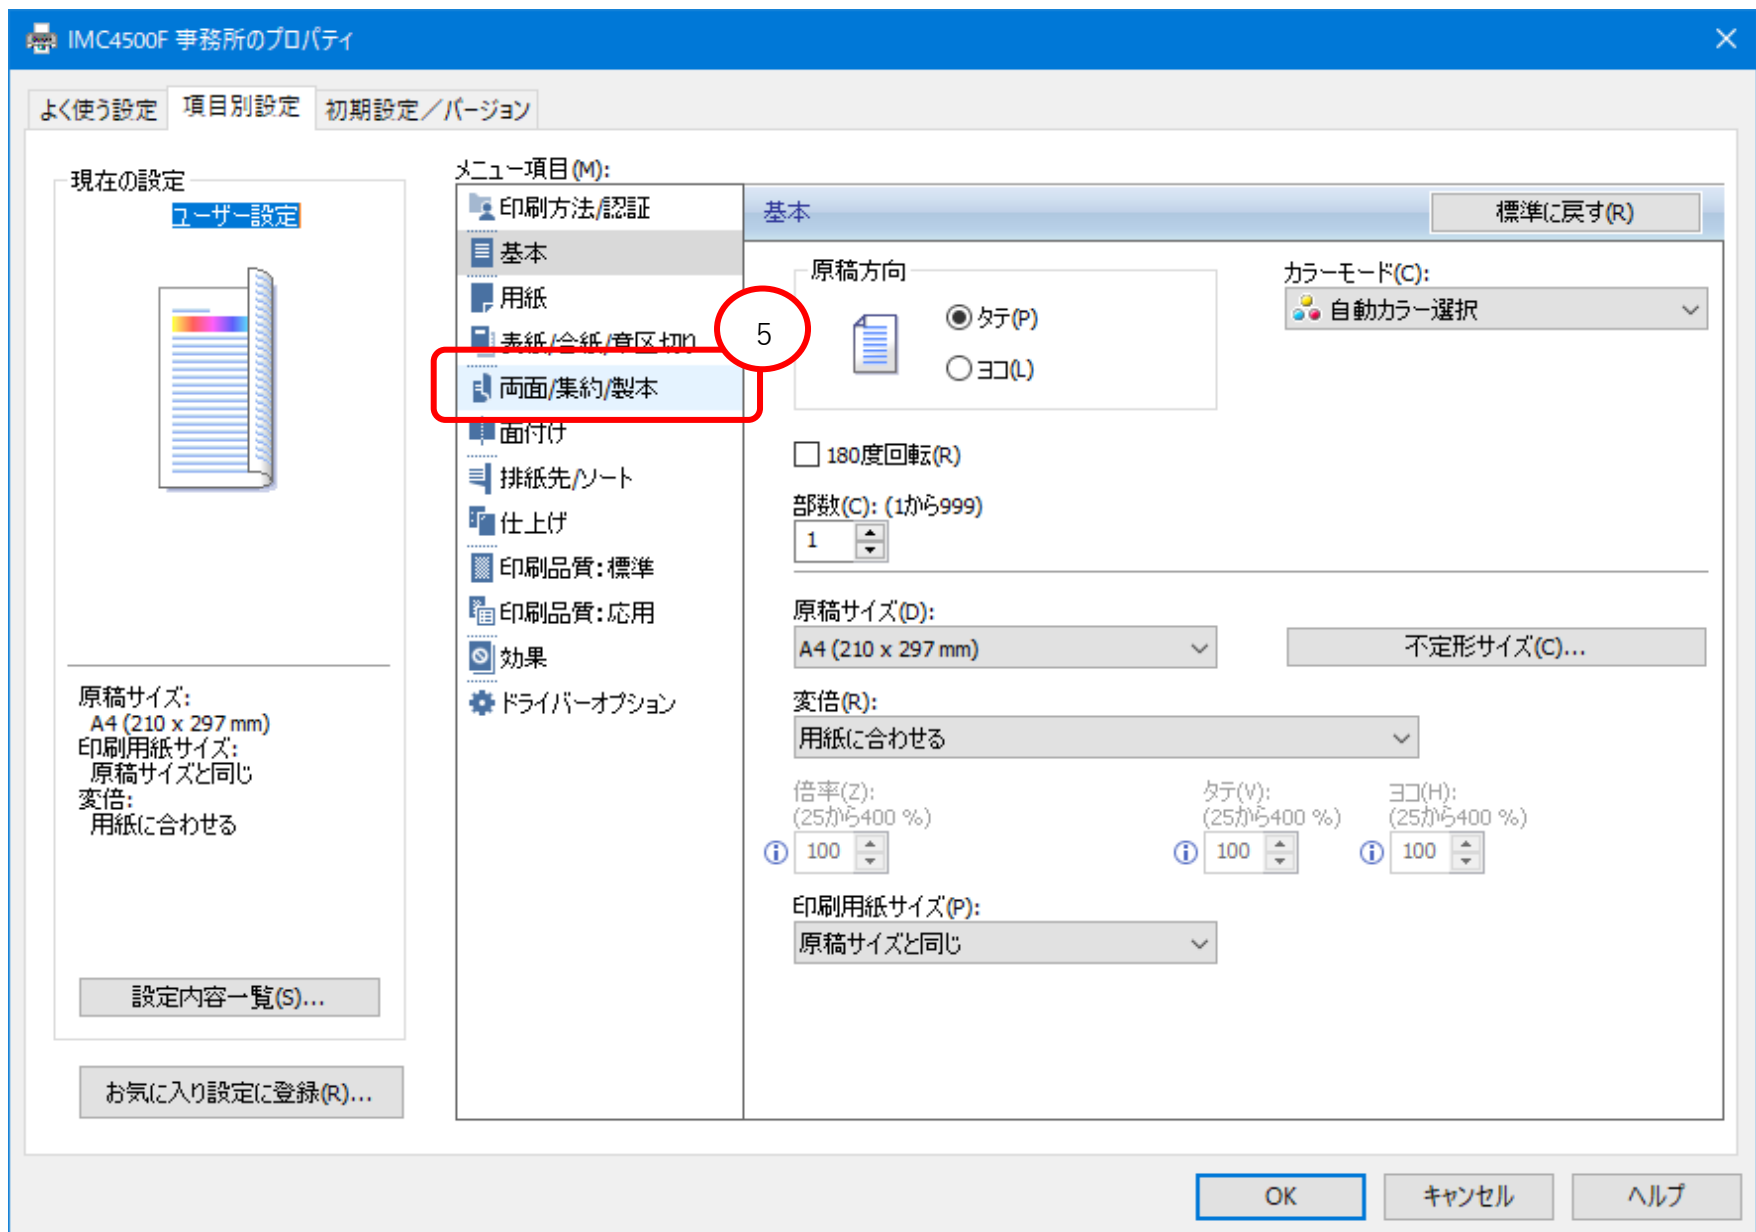 IMC4500F 事務所のプロパティ
よく使う設定
項目別設定
初期設定／バージョン
現在の設定
ユーザー設定
原稿サイズ:
A4 (210 x 297 mm)
印刷用紙サイズ:
原稿サイズと同じ
変倍:
用紙に合わせる
設定内容一覧(S)...
お気に入り設定に登録(R)...
メニュー項目(M):
印刷方法/認証
基本
用紙
表紙/合紙/章区切り
両面/集約/製本
面付け
排紙先/ソート
仕上げ
印刷品質:標準
印刷品質:応用
効果
ドライバーオプション
5
基本
標準に戻す(R)
原稿方向
タテ(P)
ヨコ(L)
カラーモード(C):
自動カラー選択
180度回転(R)
部数(C): (1から999)
1
原稿サイズ(D):
A4 (210 x 297 mm)
不定形サイズ(C)...
変倍(R):
用紙に合わせる
倍率(Z):
(25から400 %)
100
タテ(V):
(25から400 %)
100
ヨコ(H):
(25から400 %)
100
印刷用紙サイズ(P):
原稿サイズと同じ
OK
キャンセル
ヘルプ